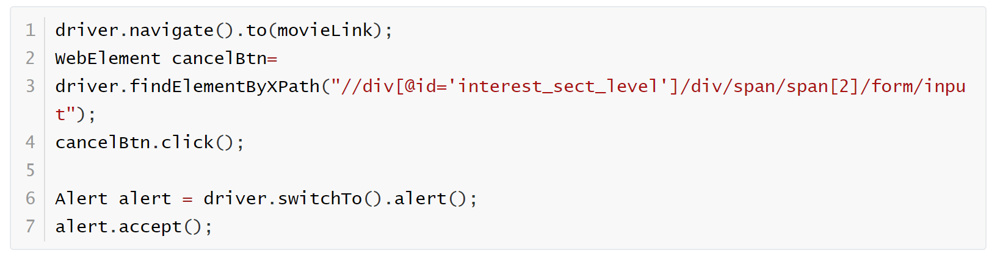 1 driver.navigate().to(movieLink);
2 WebElement cancelBtn=
3 driver.findElementByXPath("//div[@id='interest_sect_level']/div/span/span[2]/form/inpu
t");
4 cancelBtn.click();
5
6 Alert alert = driver.switchTo().alert();
7 alert.accept();